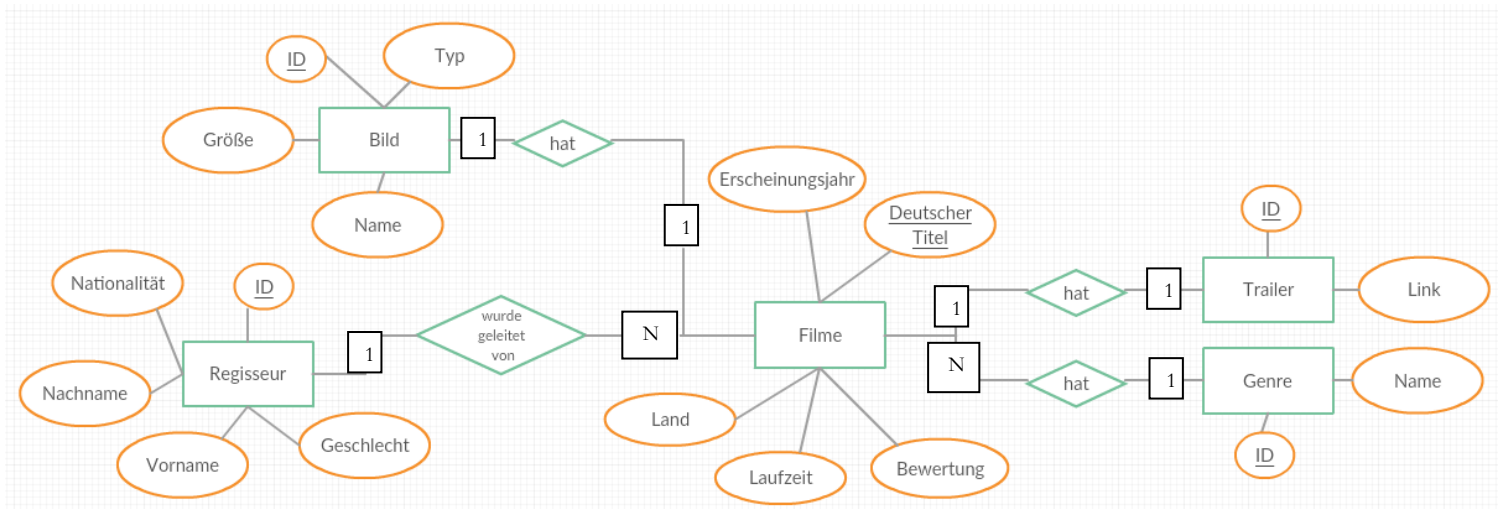 ID
Typ
Größe
Bild
1
hat
Name
1
Erscheinungsjahr
Deutscher
Titel
ID
Nationalität
ID
1
hat
1
Trailer
Link
wurde
geleitet
von
N
Filme
1
Regisseur
N
hat
1
Genre
Name
Nachname
Land
Vorname
Geschlecht
Laufzeit
Bewertung
ID